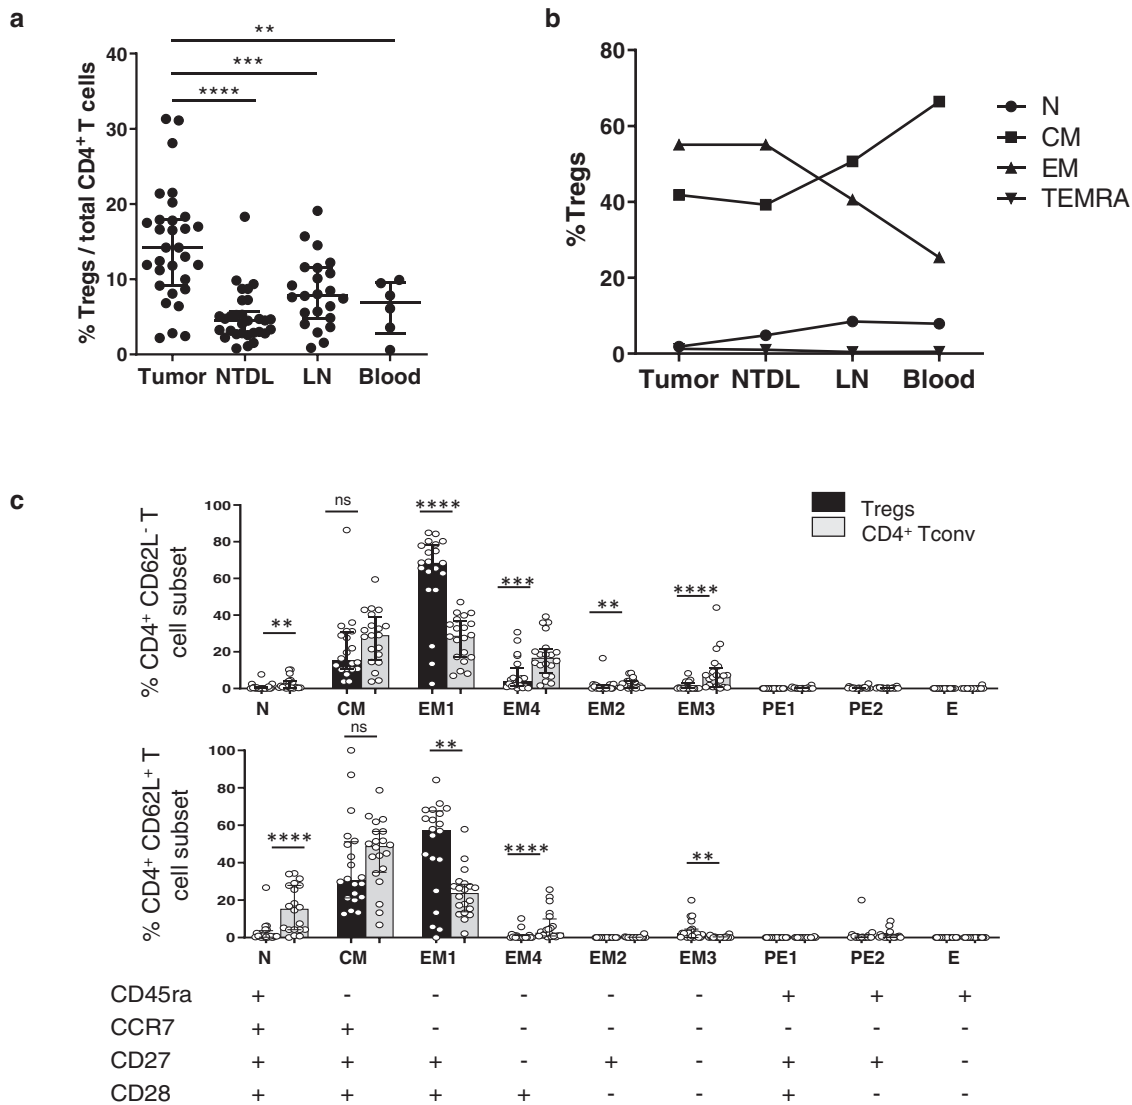 a
**
***
****
% Tregs / total CD4+ T cells
40
30
20
10
0
Tumor NTDL LN Blood
b
%Tregs
80
60
40
20
0
Tumor NTDL LN Blood
N
CM
EM
TEMRA
c
% CD4+ CD62L- T
cell subset
100
80
60
40
20
0
** ns **** *** ** ****
N CM EM1 EM4 EM2 EM3 PE1 PE2 E
Tregs
CD4+ Tconv
% CD4+ CD62L+ T
cell subset
100
80
60
40
20
0
**** ns ** **** **
N CM EM1 EM4 EM2 EM3 PE1 PE2 E
CD45ra + - - - - - + + +
CCR7 + + - - - - - - -
CD27 + + + - + - + + -
CD28 + + + + - - + - -